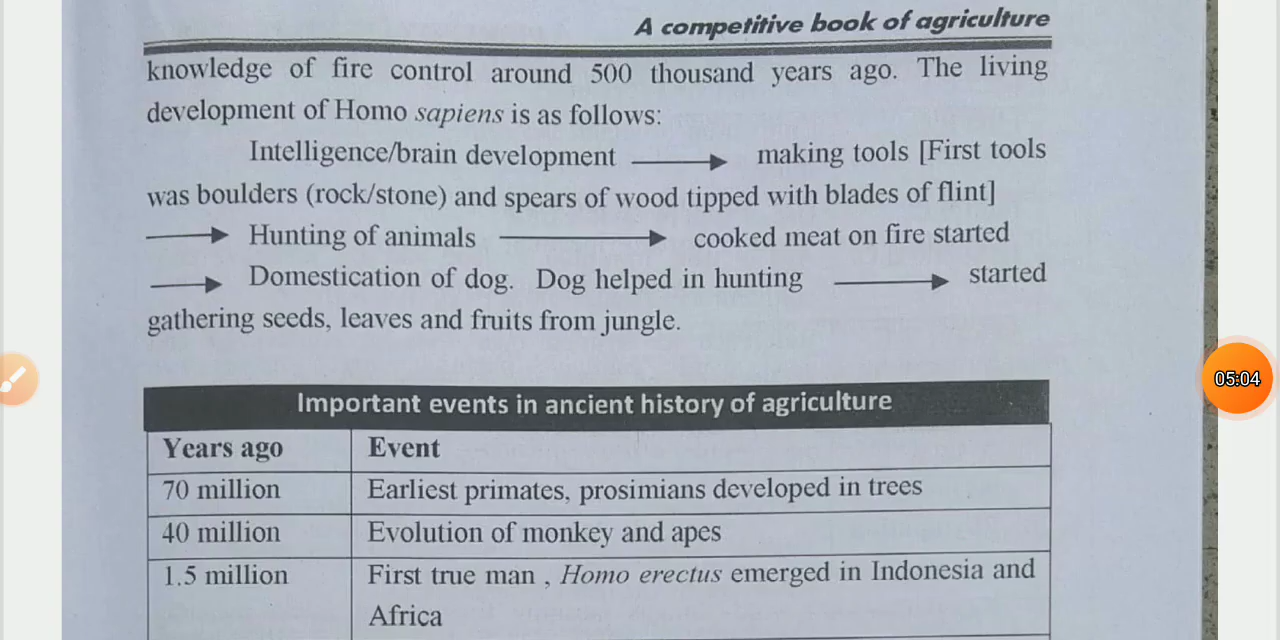 A competitive book of agriculture
knowledge of fire control around 500 thousand years ago. The living
development of Homo sapiens is as follows:
Intelligence/brain development → making tools [First tools
was boulders (rock/stone) and spears of wood tipped with blades of flint]
→ Hunting of animals → cooked meat on fire started
→ Domestication of dog. Dog helped in hunting → started
gathering seeds, leaves and fruits from jungle.
05:04
Important events in ancient history of agriculture
Years ago Event
70 million Earliest primates, prosimians developed in trees
40 million Evolution of monkey and apes
1.5 million First true man , Homo erectus emerged in Indonesia and
Africa